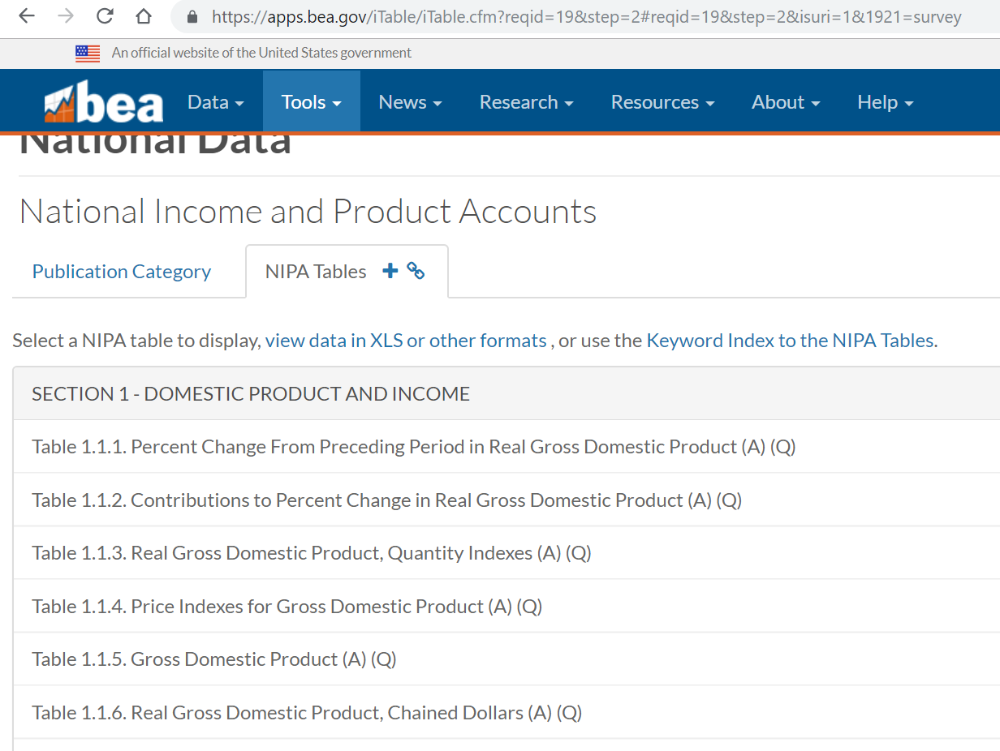 https://apps.bea.gov/iTable/iTable.cfm?reqid=19&step=2#reqid=19&step=2&isuri=1&1921=survey
An official website of the United States government
bea Data Tools News Research Resources About Help
National Data
National Income and Product Accounts
Publication Category NIPA Tables
Select a NIPA table to display, view data in XLS or other formats , or use the Keyword Index to the NIPA Tables.
SECTION 1 - DOMESTIC PRODUCT AND INCOME
Table 1.1.1. Percent Change From Preceding Period in Real Gross Domestic Product (A) (Q)
Table 1.1.2. Contributions to Percent Change in Real Gross Domestic Product (A) (Q)
Table 1.1.3. Real Gross Domestic Product, Quantity Indexes (A) (Q)
Table 1.1.4. Price Indexes for Gross Domestic Product (A) (Q)
Table 1.1.5. Gross Domestic Product (A) (Q)
Table 1.1.6. Real Gross Domestic Product, Chained Dollars (A) (Q)